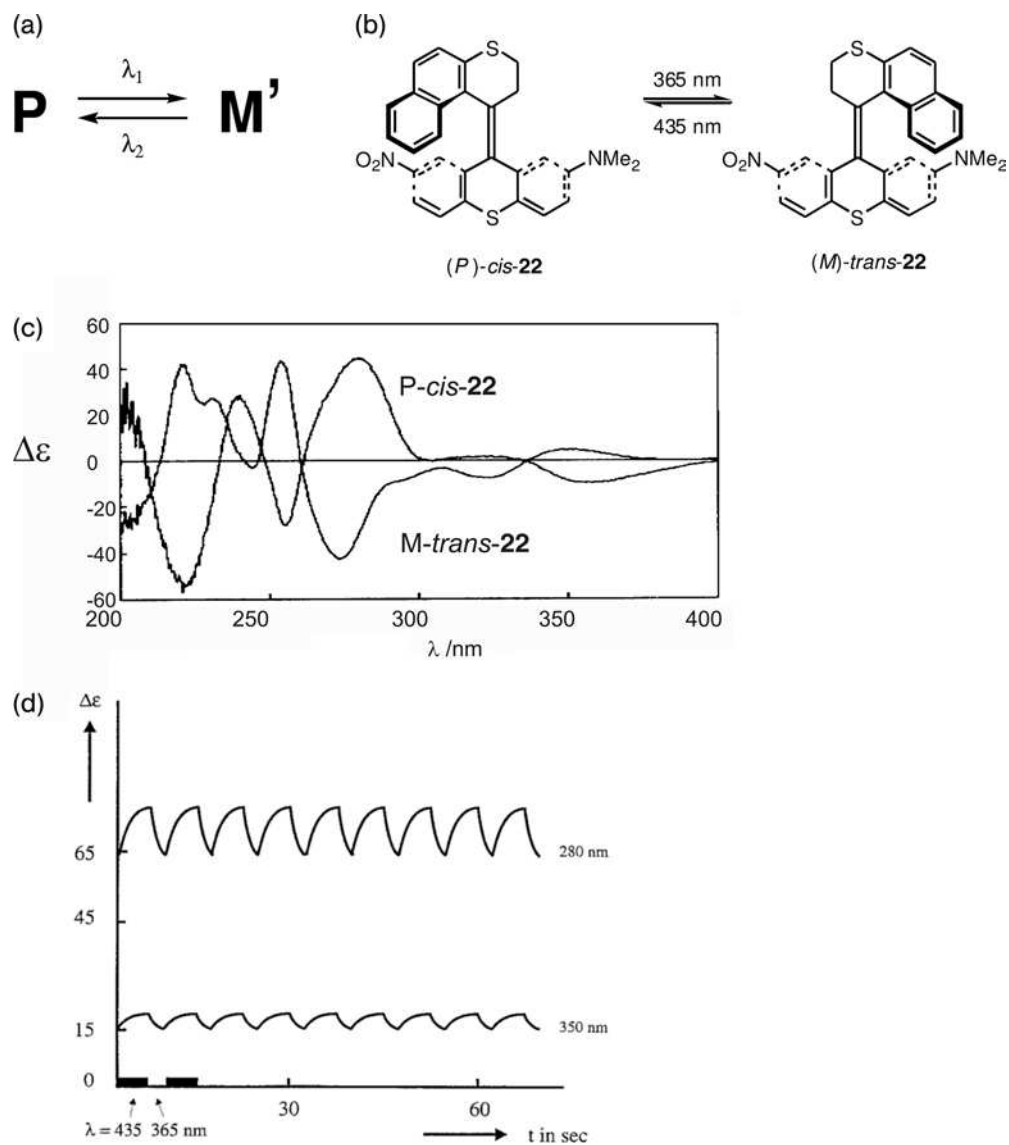 (a)
λ1
P M’
λ2
(b)
S S
365 nm
435 nm
O2N NMe2 O2N NMe2
S S
(P)-cis-22 (M)-trans-22
(c)
60
40
P-cis-22
20
Δε
0
-20
M-trans-22
-40
-60
200 250 300 350 400
λ /nm
(d)
Δε
65 280 nm
45
15 350 nm
0
30 60
λ = 435 365 nm t in sec